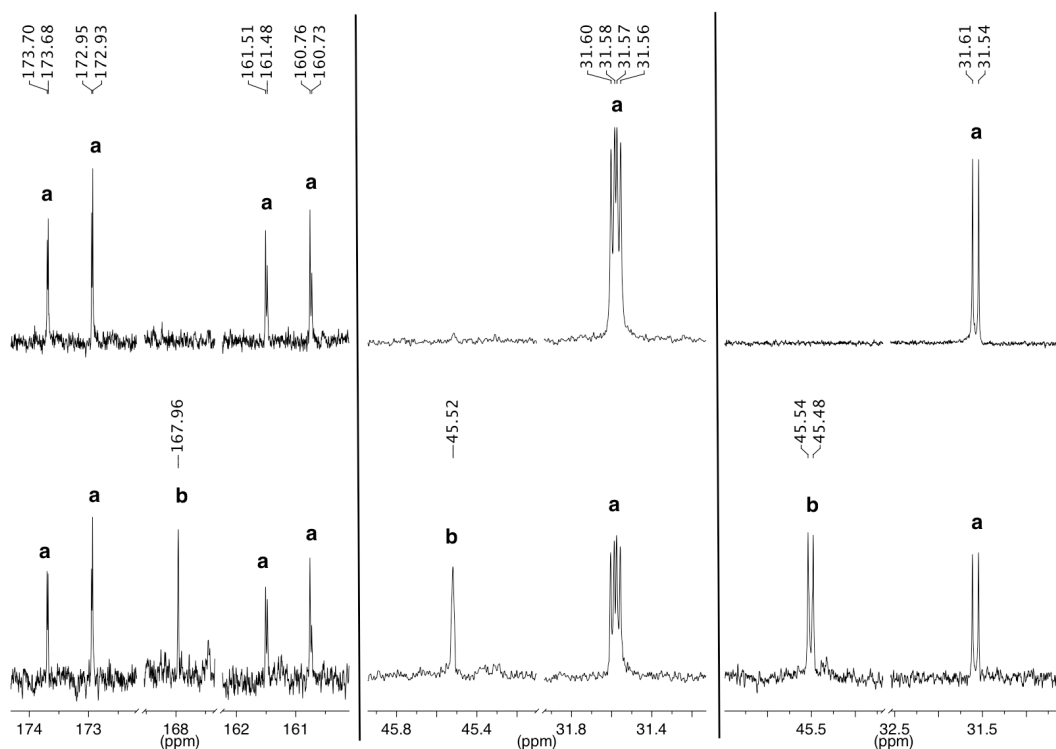 173.70
173.68
172.95
172.93
161.51
161.48
160.76
160.73
31.60
31.58
31.57
31.56
31.61
31.54
a
a
a
a
a
a
167.96
45.52
45.54
45.48
a
a
b
a
a
b
a
b
a
174 173 168 162 161
(ppm)
45.8 45.4 31.8 31.4
(ppm)
45.5 32.5 31.5
(ppm)